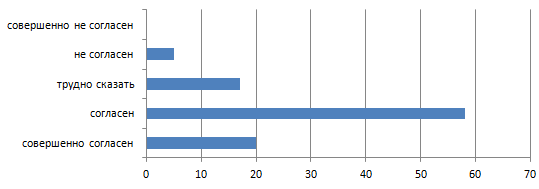 совершенно не согласен
не согласен
трудно сказать
согласен
совершенно согласен
0 10 20 30 40 50 60 70